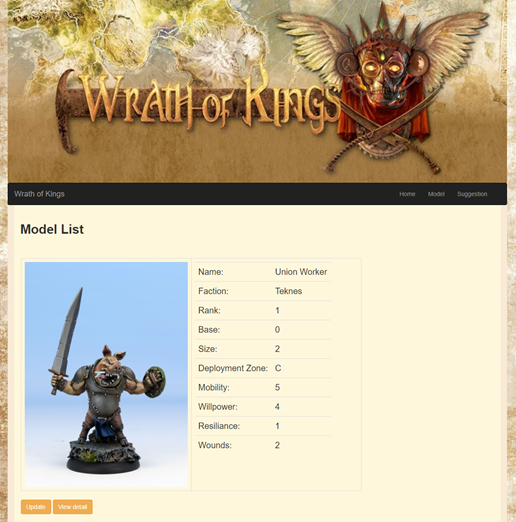 WRATH OF KINGS
Wrath of Kings Home Model Suggestion
Model List
Name: Union Worker
Faction: Teknes
Rank: 1
Base: 0
Size: 2
Deployment Zone: C
Mobility: 5
Willpower: 4
Resiliance: 1
Wounds: 2
Update View detail